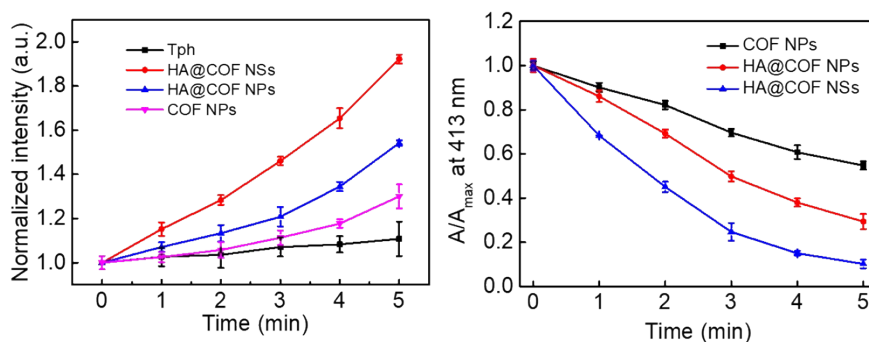 Normalized intensity (a.u.)
2.0
1.8
1.6
1.4
1.2
1.0
Tph
HA@COF NSs
HA@COF NPs
COF NPs
0 1 2 3 4 5
Time (min)
A/Amax at 413 nm
1.2
1.0
0.8
0.6
0.4
0.2
0.0
COF NPs
HA@COF NPs
HA@COF NSs
0 1 2 3 4 5
Time (min)